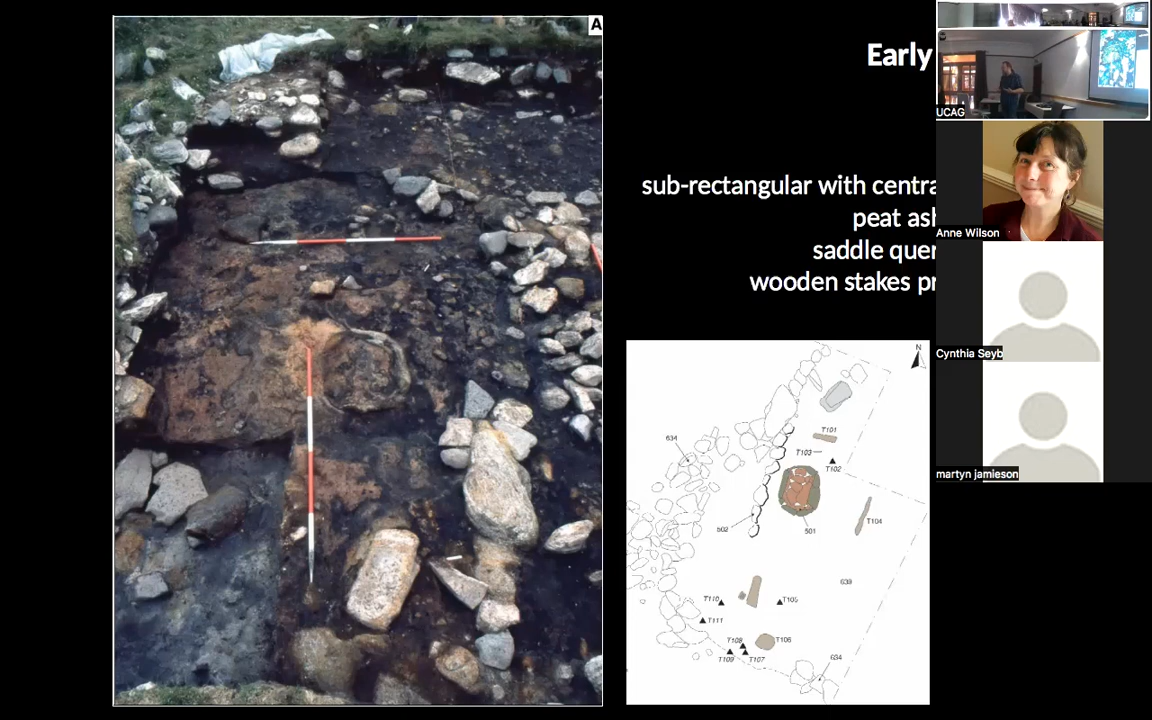 A
Early
sub-rectangular with centra
peat ash
saddle quer
wooden stakes pr
UCAG
Anne Wilson
Cynthia Seyb
martyn jamieson
N
634
T101
T103
T102
T104
502
501
639
T110
T105
T111
T108
T106
T109
T107
634